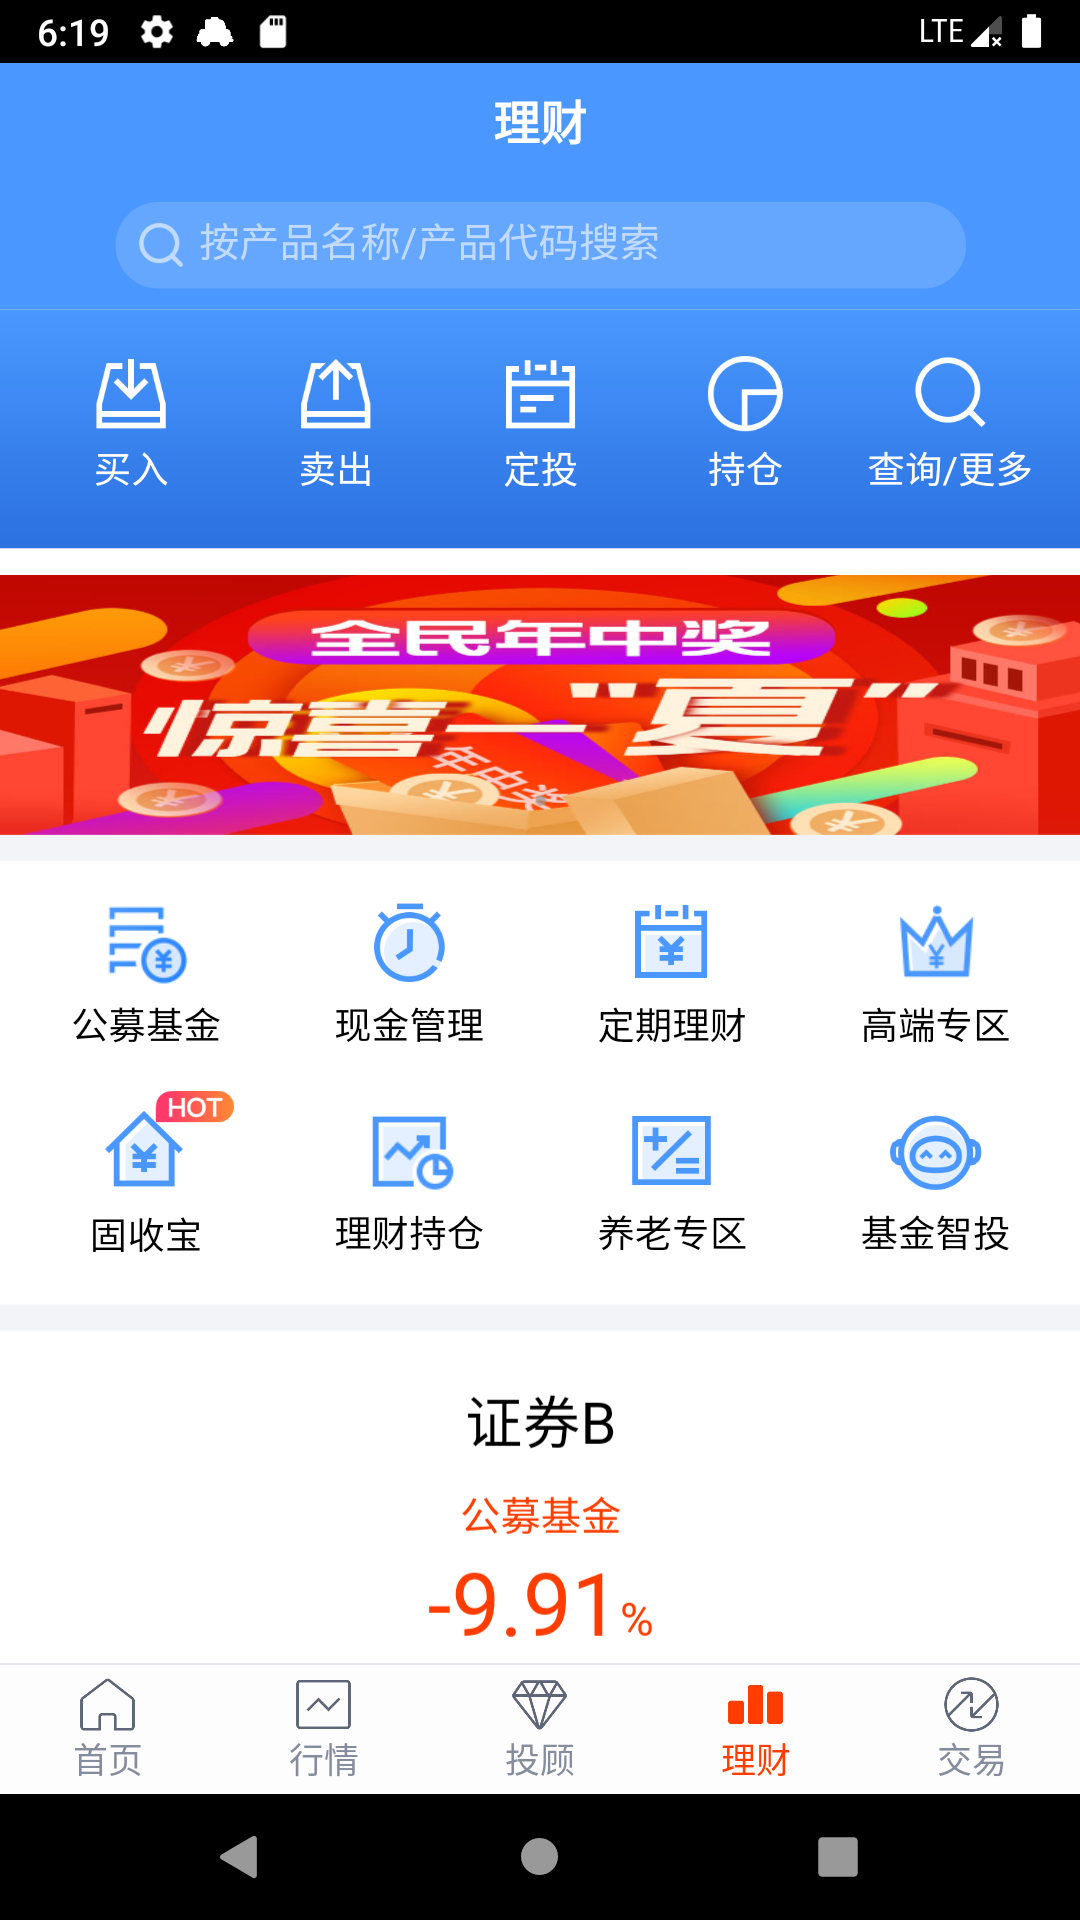 6:19 LTE
理财
按产品名称/产品代码搜索
买入 卖出 定投 持仓 查询/更多
全民年中奖
惊喜一"夏"
年中奖
公募基金 现金管理 定期理财 高端专区
HOT
固收宝 理财持仓 养老专区 基金智投
证券B
公募基金
-9.91%
首页 行情 投顾 理财 交易